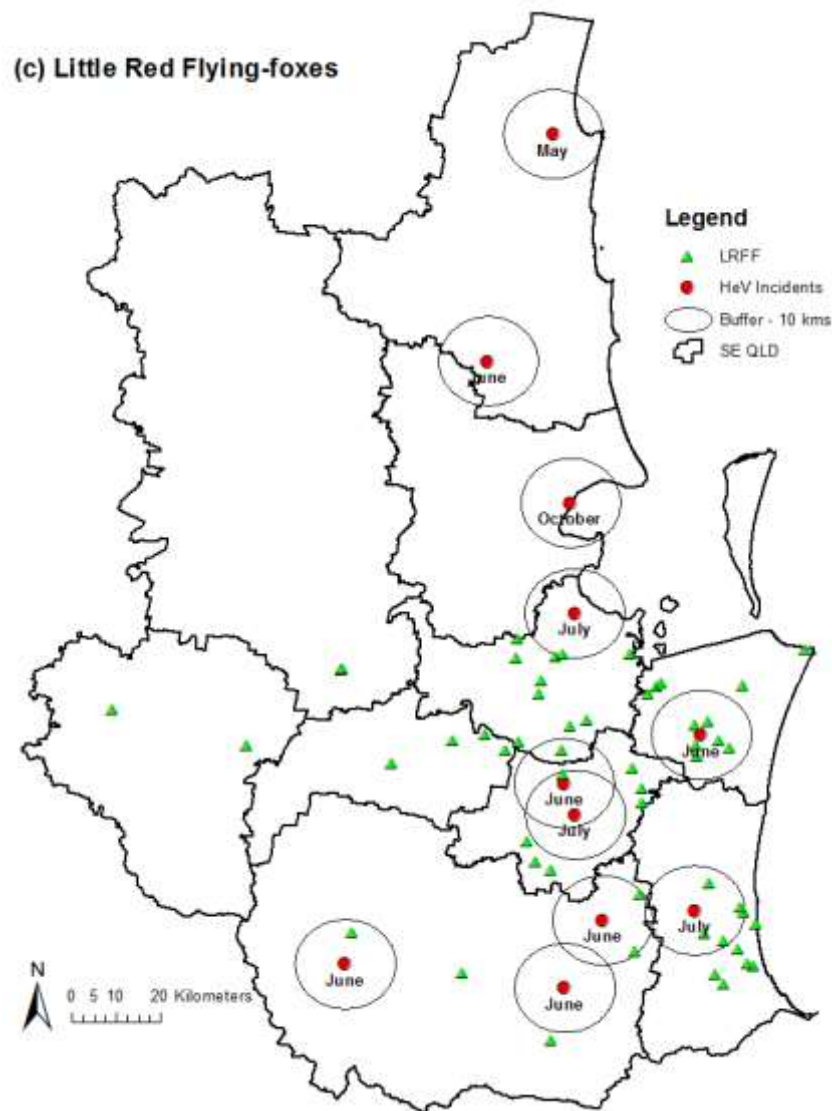 (c) Little Red Flying-foxes
May
Legend
LRFF
HeV Incidents
Buffer - 10 kms
SE QLD
June
October
July
June
June
July
June
July
June
June
N
0 5 10 20 Kilometers